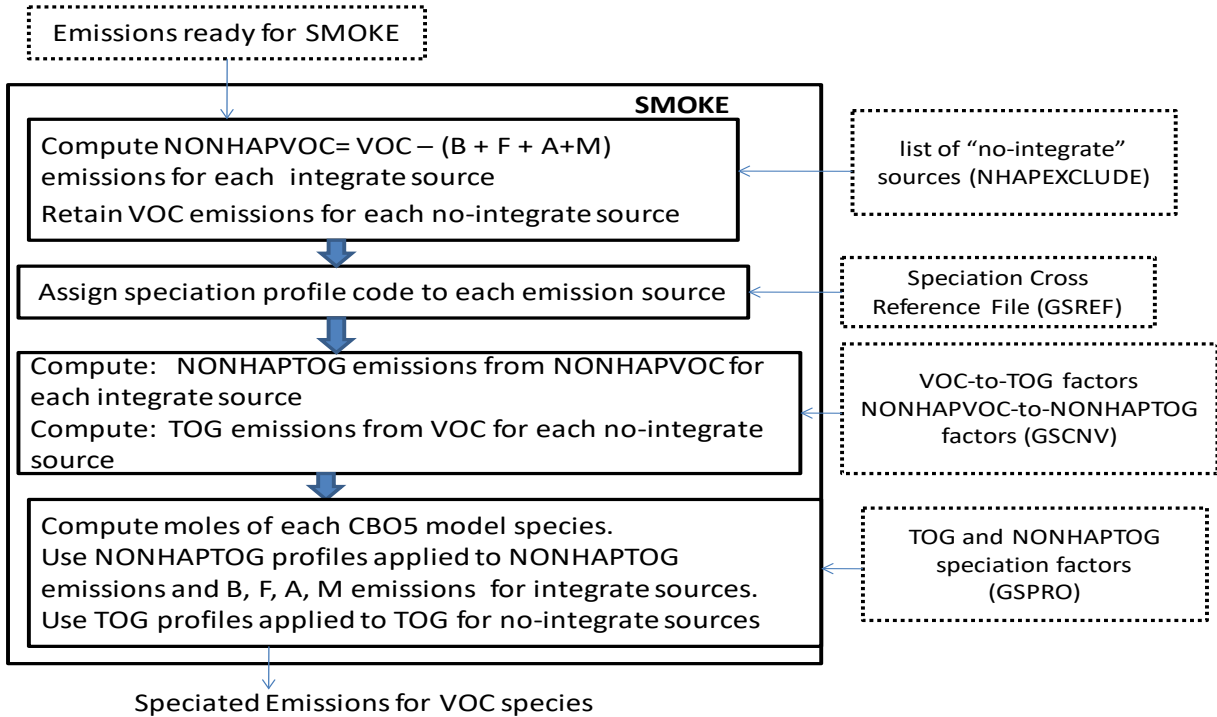 Emissions ready for SMOKE
SMOKE
Compute NONHAPVOC= VOC – (B + F + A+M)
emissions for each integrate source
Retain VOC emissions for each no-integrate source
list of “no-integrate”
sources (NHAPEXCLUDE)
Assign speciation profile code to each emission source
Speciation Cross
Reference File (GSREF)
Compute: NONHAPTOG emissions from NONHAPVOC for
each integrate source
Compute: TOG emissions from VOC for each no-integrate
source
VOC-to-TOG factors
NONHAPVOC-to-NONHAPTOG
factors (GSCNV)
Compute moles of each CBO5 model species.
Use NONHAPTOG profiles applied to NONHAPTOG
emissions and B, F, A, M emissions for integrate sources.
Use TOG profiles applied to TOG for no-integrate sources
TOG and NONHAPTOG
speciation factors
(GSPRO)
Speciated Emissions for VOC species